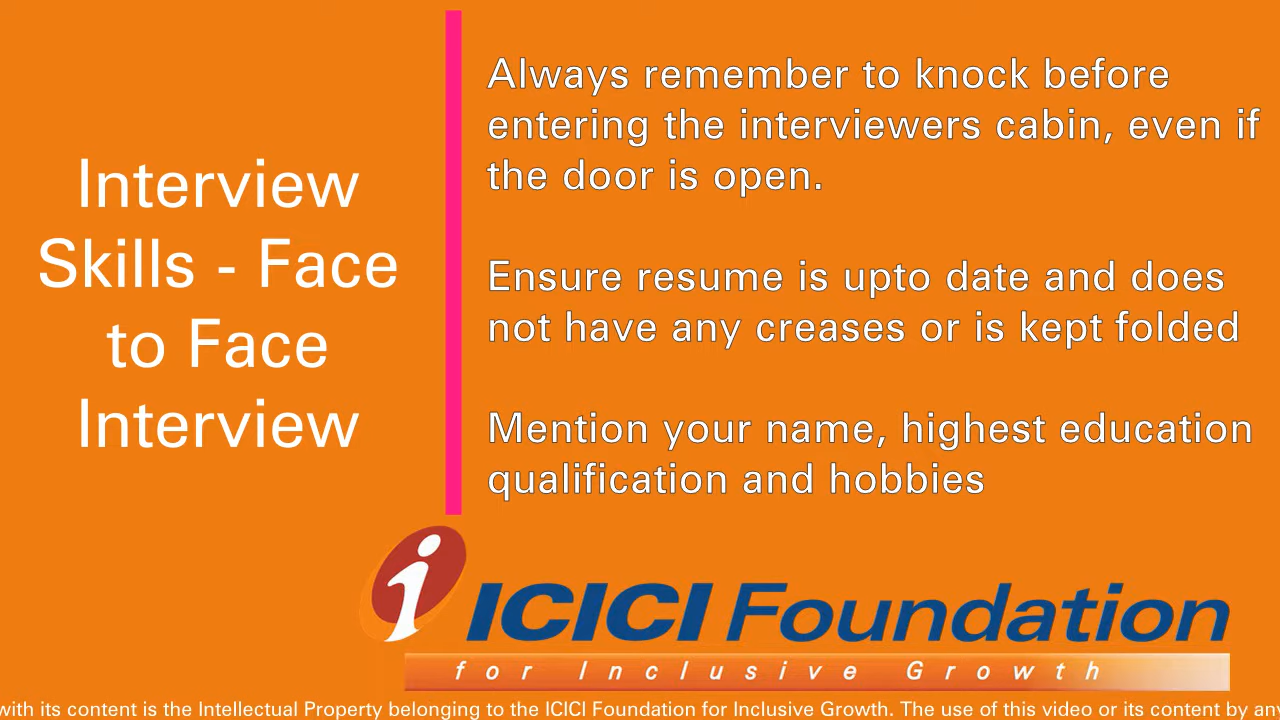 Interview
Skills - Face
to Face
Interview
Always remember to knock before
entering the interviewers cabin, even if
the door is open.
Ensure resume is upto date and does
not have any creases or is kept folded
Mention your name, highest education
qualification and hobbies
i ICICI Foundation
for Inclusive Growth
with its content is the Intellectual Property belonging to the ICICI Foundation for Inclusive Growth. The use of this video or its content by any